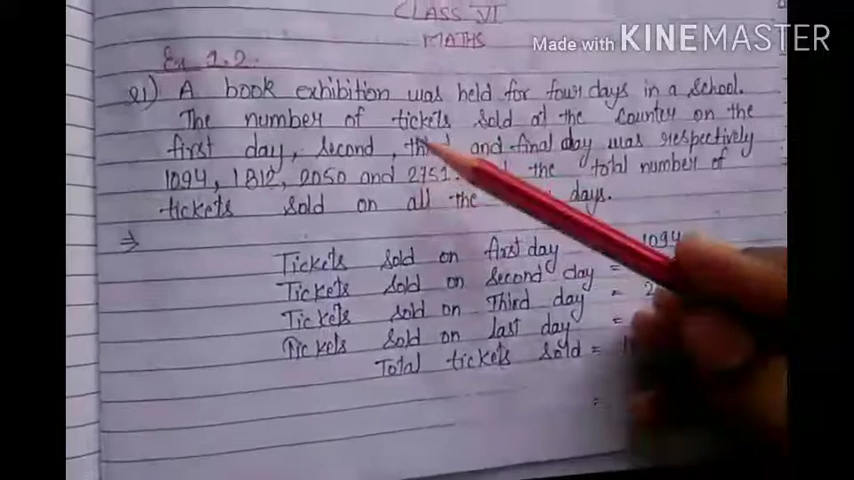 CLASS VI
MATHS
Made with KINEMASTER
Ex 1.2.
Q1) A book exhibition was held for four days in a school.
The number of tickets sold at the counter on the
first day, second, third and final day was respectively
1094, 1812, 2050 and 2751. the total number of
tickets sold on all the days.
⇒ Tickets sold on first day 1094
Tickets sold on second day =
Tickets sold on Third day = 2
Tickets sold on last day =
Total tickets sold =
=